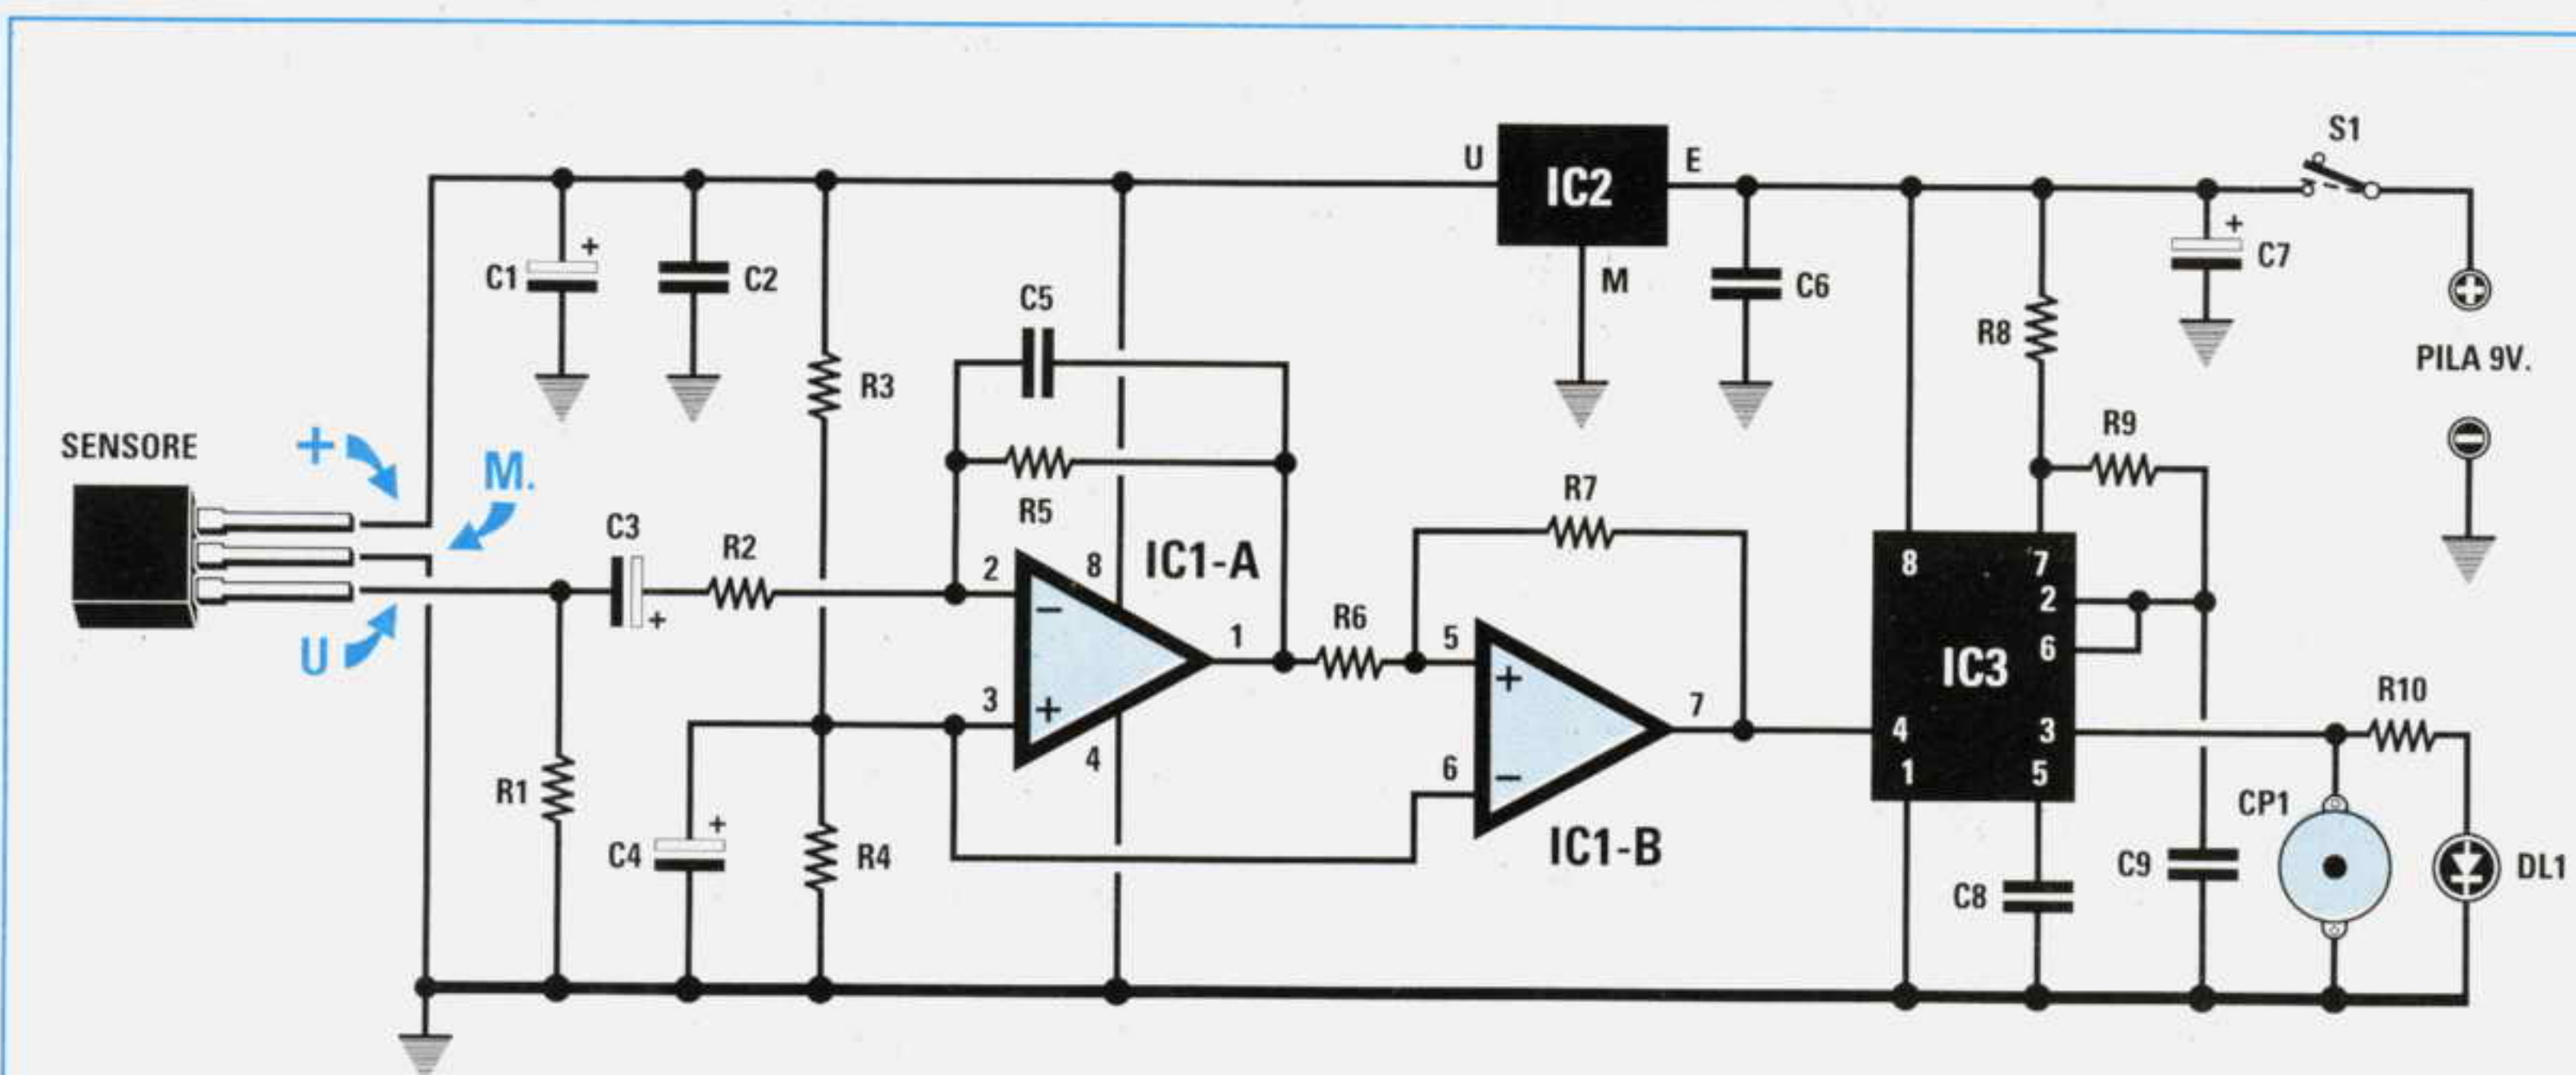 S1
U
IC2
E
C1
+
C2
C5
M
C6
+
C7
R3
R8
PILA 9V.
SENSORE
+
M.
R9
R5
R7
C3
R2
+
2
8
IC1-A
−
8
7
2
1
R6
5
6
U
IC3
3
+
+
7
4
3
R10
R1
4
6
−
1
5
CP1
+
C4
R4
IC1-B
C8
C9
DL1